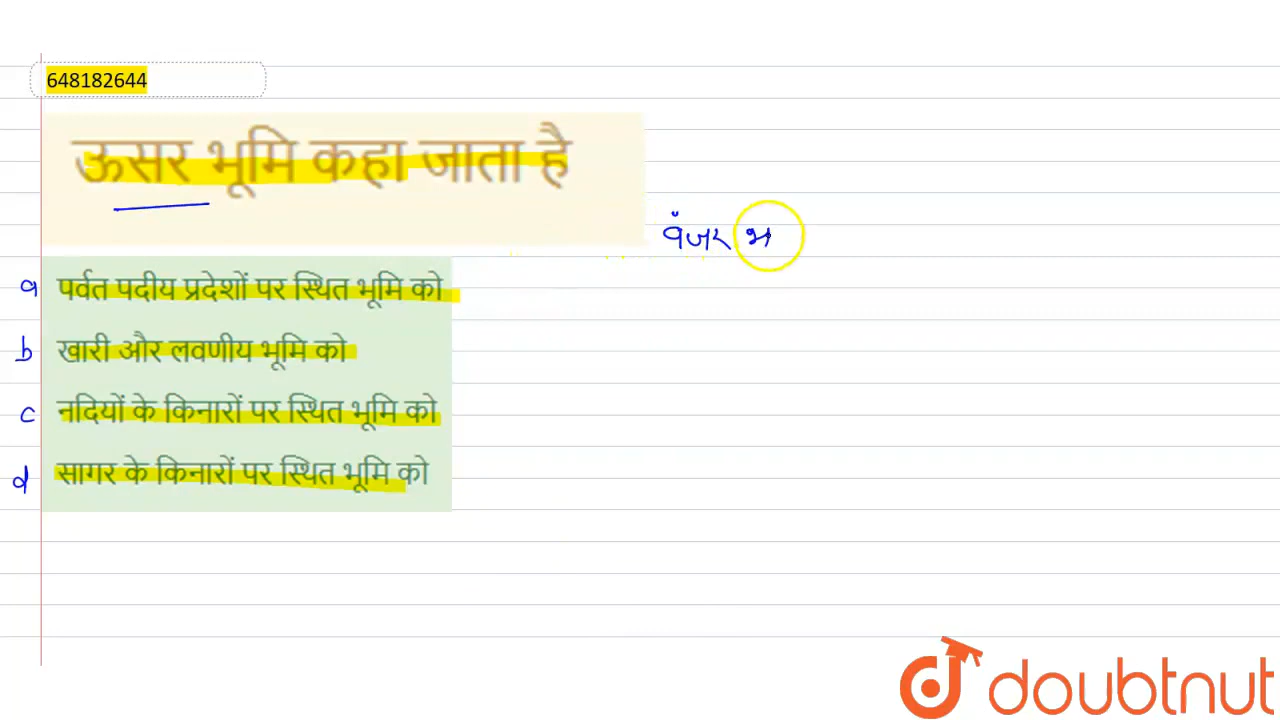 648182644
ऊसर भूमि कहा जाता है
वंजर भ
a पर्वत पदीय प्रदेशों पर स्थित भूमि को
b खारी और लवणीय भूमि को
c नदियों के किनारों पर स्थित भूमि को
d सागर के किनारों पर स्थित भूमि को
doubtnut